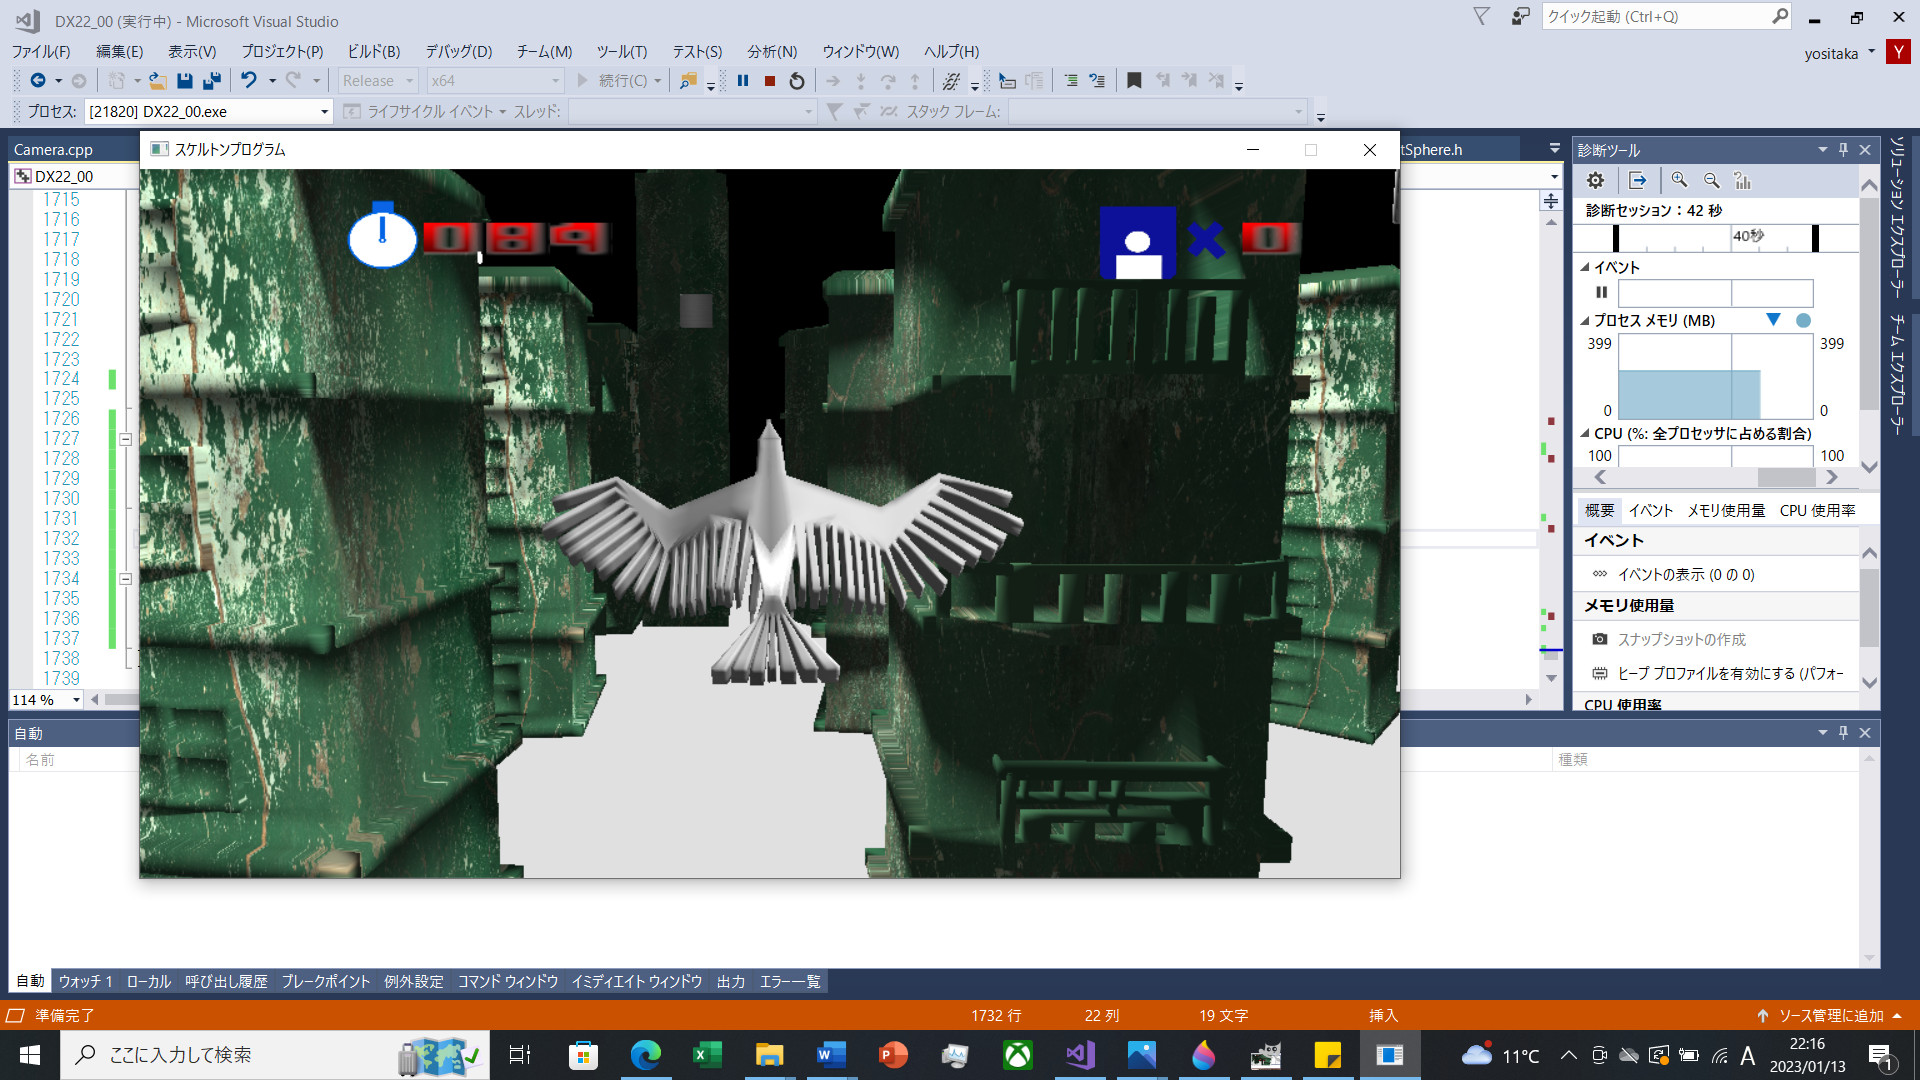 DX22_00 (実行中) - Microsoft Visual Studio
クイック起動 (Ctrl+Q)
ファイル(F) 編集(E) 表示(V) プロジェクト(P) ビルド(B) デバッグ(D) チーム(M) ツール(T) テスト(S) 分析(N) ウィンドウ(W) ヘルプ(H)
yositaka Y
Release x64 続行(C)
プロセス: [21820] DX22_00.exe ライフサイクル イベント スレッド: スタック フレーム:
Camera.cpp
スケルトンプログラム
tSphere.h
診断ツール
DX22_00
1715
1716
1717
1718
1719
1720
1721
1722
1723
1724
1725
1726
1727
1728
1729
1730
1731
1732
1733
1734
1735
1736
1737
1738
1739
114 %
089
0
診断セッション：42 秒
40秒
イベント
プロセス メモリ (MB)
399 399
0 0
CPU (%: 全プロセッサに占める割合)
100 100
概要 イベント メモリ使用量 CPU 使用率
イベント
イベントの表示 (0 の 0)
メモリ使用量
スナップショットの作成
ヒープ プロファイルを有効にする (パフォー
CPU 使用率
ソリューション エクスプローラー
チーム エクスプローラー
自動
名前 種類
自動 ウォッチ 1 ローカル 呼び出し履歴 ブレークポイント 例外設定 コマンド ウィンドウ イミディエイト ウィンドウ 出力 エラー一覧
準備完了 1732 行 22 列 19 文字 挿入 ソース管理に追加
ここに入力して検索
11°C
A
22:16
2023/01/13
1